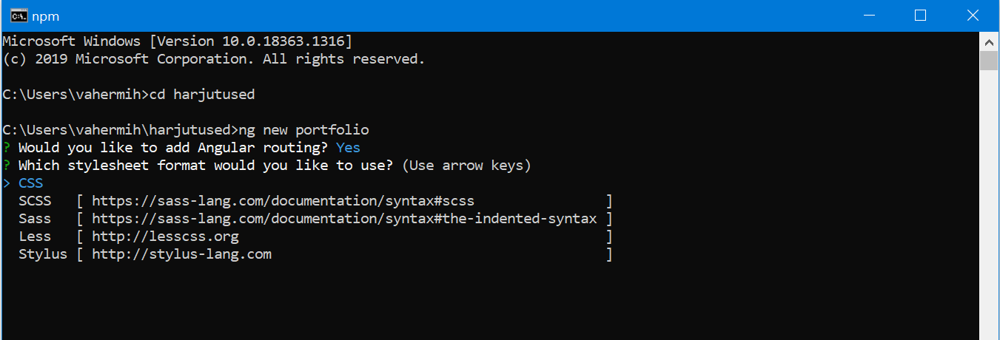 npm
Microsoft Windows [Version 10.0.18363.1316]
(c) 2019 Microsoft Corporation. All rights reserved.
C:\Users\vahermih>cd harjutused
C:\Users\vahermih\harjutused>ng new portfolio
? Would you like to add Angular routing? Yes
? Which stylesheet format would you like to use? (Use arrow keys)
> CSS
  SCSS   [ https://sass-lang.com/documentation/syntax#scss                ]
  Sass   [ https://sass-lang.com/documentation/syntax#the-indented-syntax ]
  Less   [ http://lesscss.org                                             ]
  Stylus [ http://stylus-lang.com                                         ]